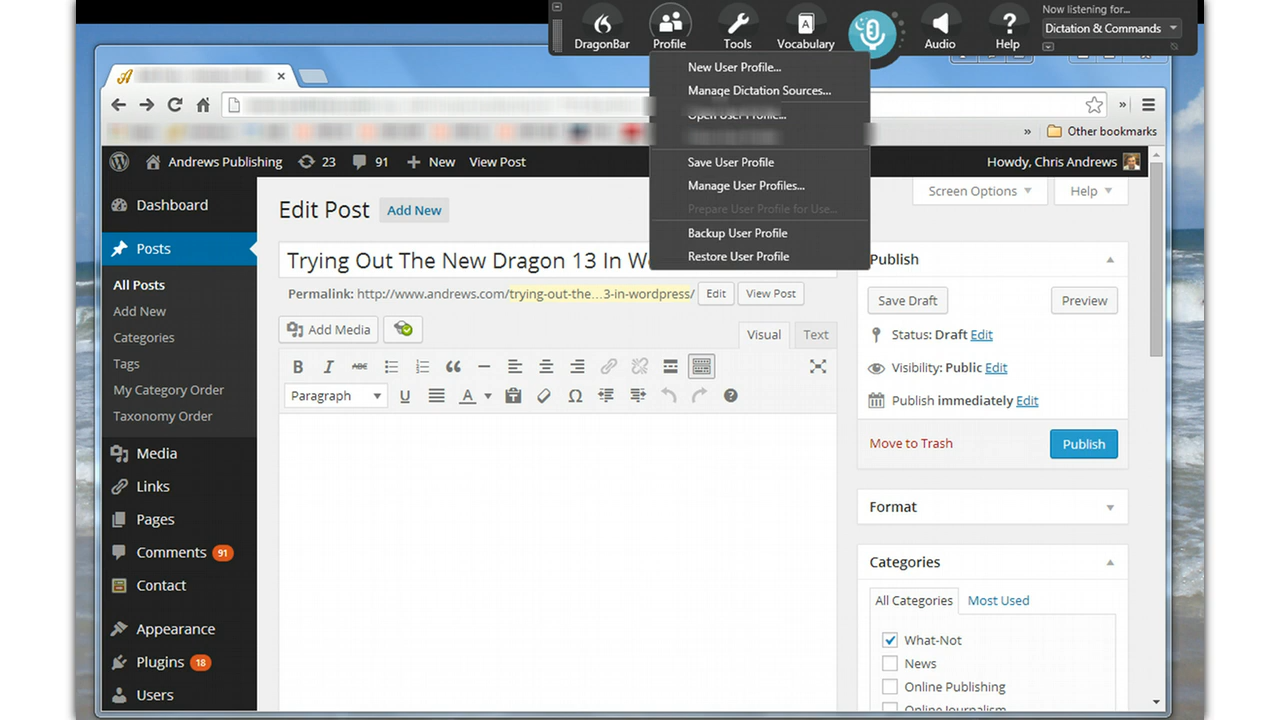 DragonBar
Profile
Tools
Vocabulary
Audio
Help
Now listening for...
Dictation & Commands
New User Profile...
Manage Dictation Sources...
Open User Profile...
Save User Profile
Manage User Profiles...
Prepare User Profile for Use...
Backup User Profile
Restore User Profile
»
» Other bookmarks
Andrews Publishing 23 91 + New View Post
Howdy, Chris Andrews
Screen Options
Help
Dashboard
Posts
All Posts
Add New
Categories
Tags
My Category Order
Taxonomy Order
Media
Links
Pages
Comments 91
Contact
Appearance
Plugins 18
Users
Edit Post Add New
Trying Out The New Dragon 13 In
Permalink: http://www.andrews.com/trying-out-the...3-in-wordpress/ Edit View Post
Add Media
Visual Text
B I ABC
Paragraph U A Ω ?
Publish
Save Draft Preview
Status: Draft Edit
Visibility: Public Edit
Publish immediately Edit
Move to Trash Publish
Format
Categories
All Categories Most Used
What-Not
News
Online Publishing
Online Journalism